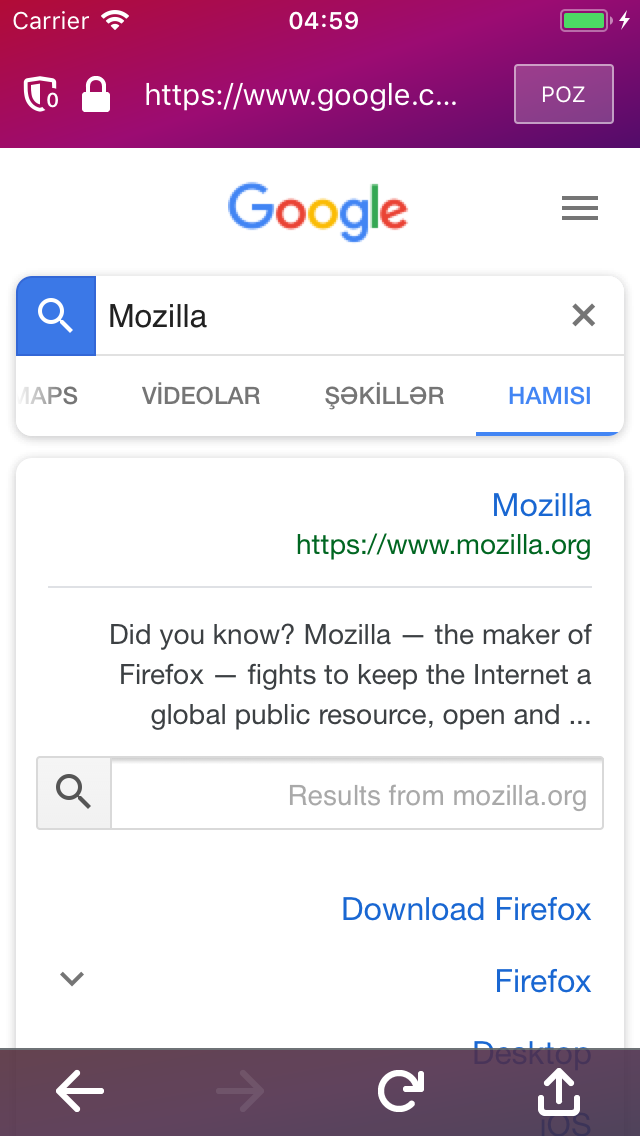 Carrier 04:59
0 https://www.google.c... POZ
Google
Mozilla
MAPS VİDEOLAR ŞƏKİLLƏR HAMISI
Mozilla
https://www.mozilla.org
Did you know? Mozilla — the maker of
Firefox — fights to keep the Internet a
global public resource, open and ...
Results from mozilla.org
Download Firefox
Firefox
Desktop
iOS